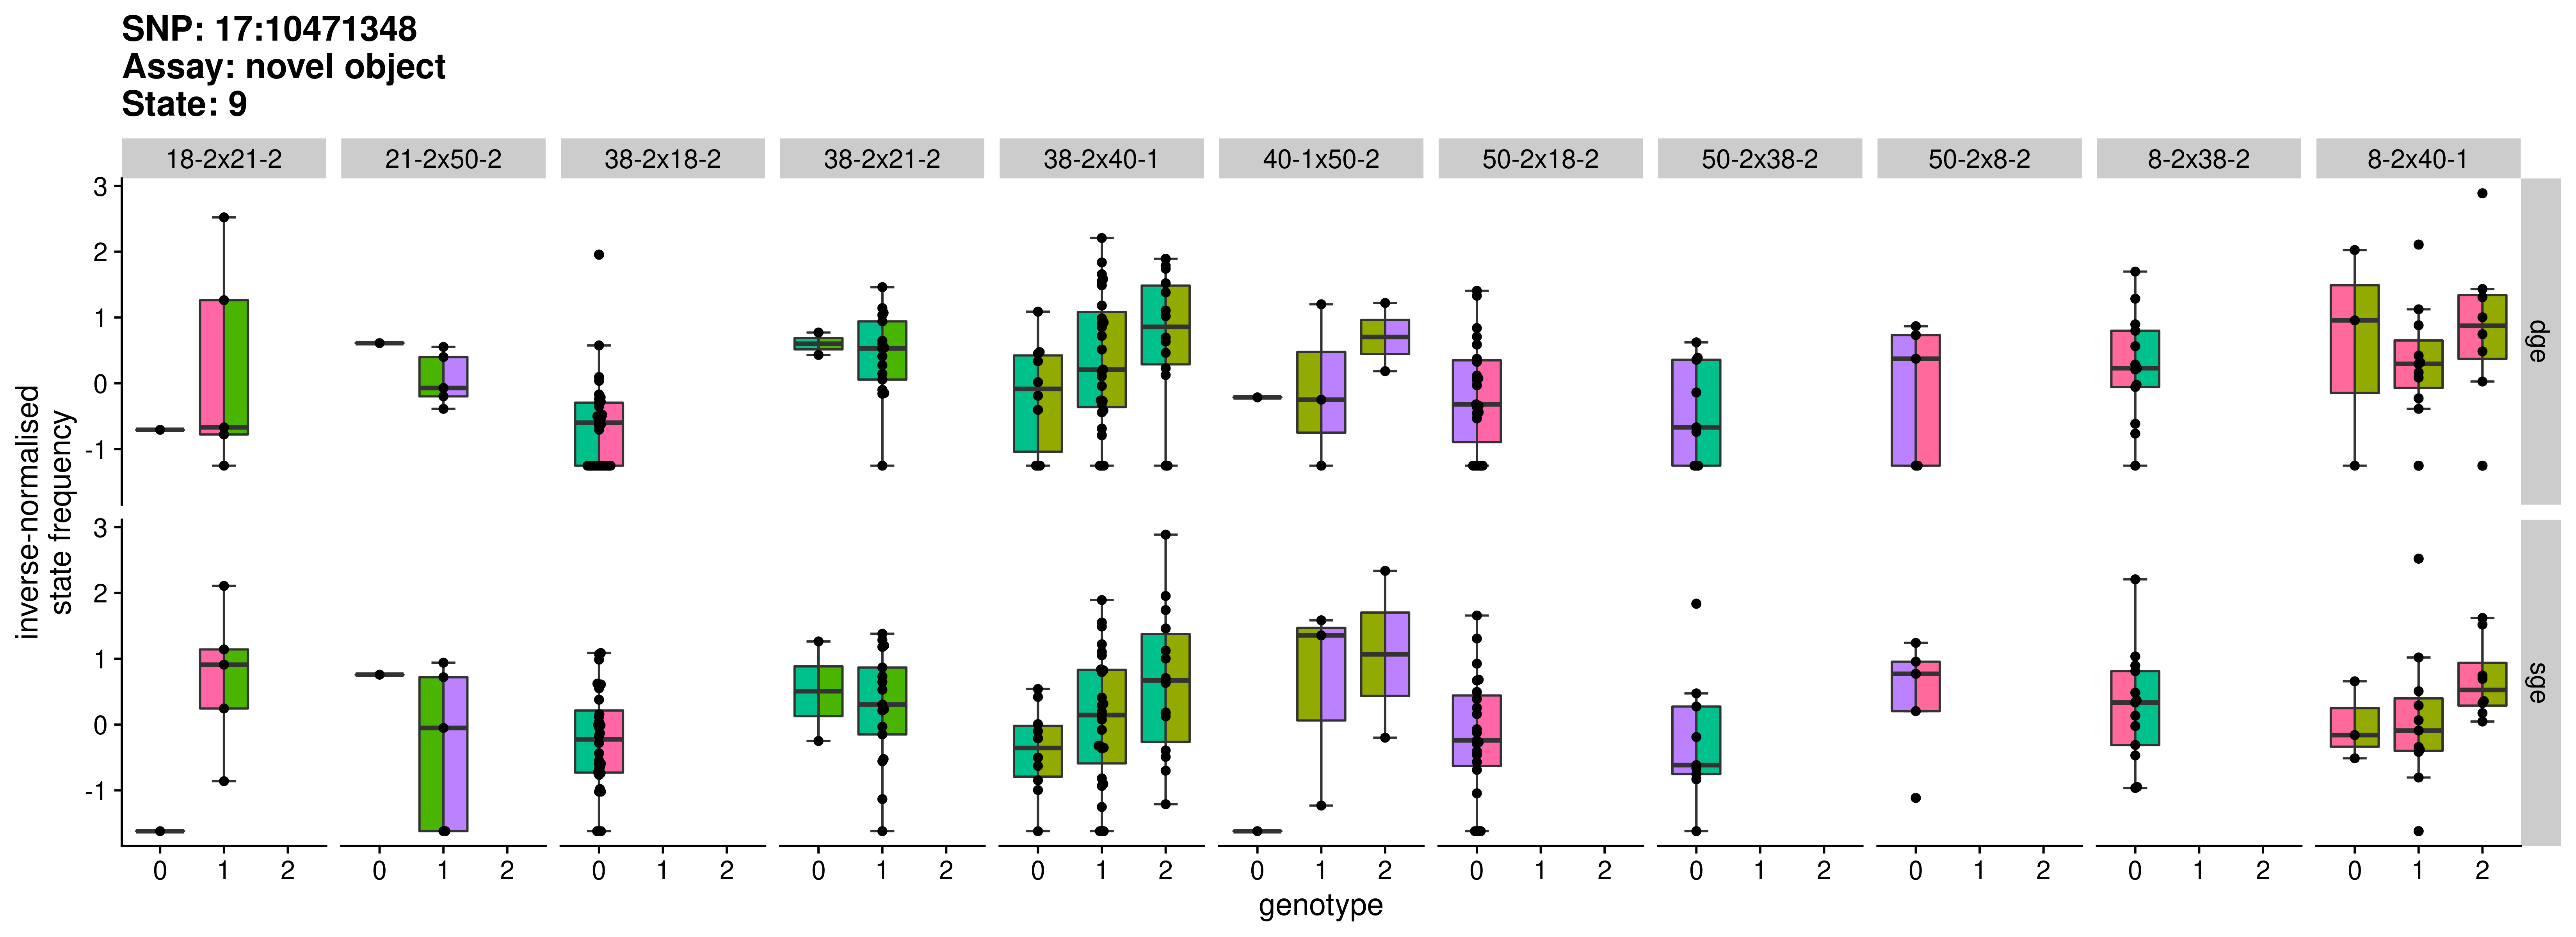 SNP: 17:10471348
Assay: novel object
State: 9
18-2x21-2 21-2x50-2 38-2x18-2 38-2x21-2 38-2x40-1 40-1x50-2 50-2x18-2 50-2x38-2 50-2x8-2 8-2x38-2 8-2x40-1
3
2
1
0
-1
dge
3
2
1
0
-1
sge
inverse-normalised
state frequency
0 1 2 0 1 2 0 1 2 0 1 2 0 1 2 0 1 2 0 1 2 0 1 2 0 1 2 0 1 2 0 1 2
genotype